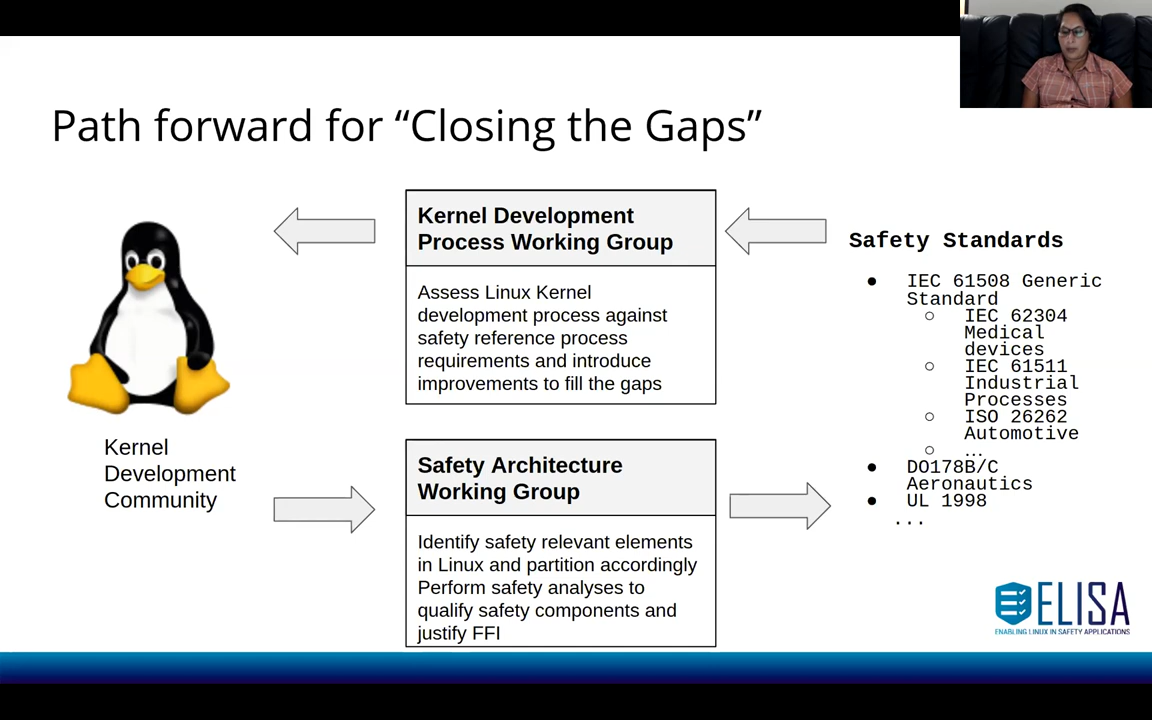 Path forward for “Closing the Gaps”
Kernel Development
Process Working Group
Assess Linux Kernel
development process against
safety reference process
requirements and introduce
improvements to fill the gaps
Kernel
Development
Community
Safety Architecture
Working Group
Identify safety relevant elements
in Linux and partition accordingly
Perform safety analyses to
qualify safety components and
justify FFI
Safety Standards
● IEC 61508 Generic
Standard
○ IEC 62304
Medical
devices
○ IEC 61511
Industrial
Processes
○ ISO 26262
Automotive
○ …
● DO178B/C
Aeronautics
● UL 1998
...
ELISA
ENABLING LINUX IN SAFETY APPLICATIONS